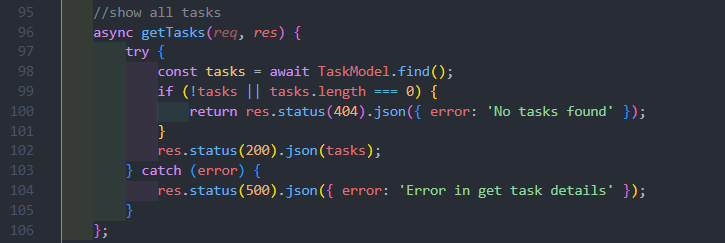 95 //show all tasks
96 async getTasks(req, res) {
97 try {
98 const tasks = await TaskModel.find();
99 if (!tasks || tasks.length === 0) {
100 return res.status(404).json({ error: 'No tasks found' });
101 }
102 res.status(200).json(tasks);
103 } catch (error) {
104 res.status(500).json({ error: 'Error in get task details' });
105 }
106 };